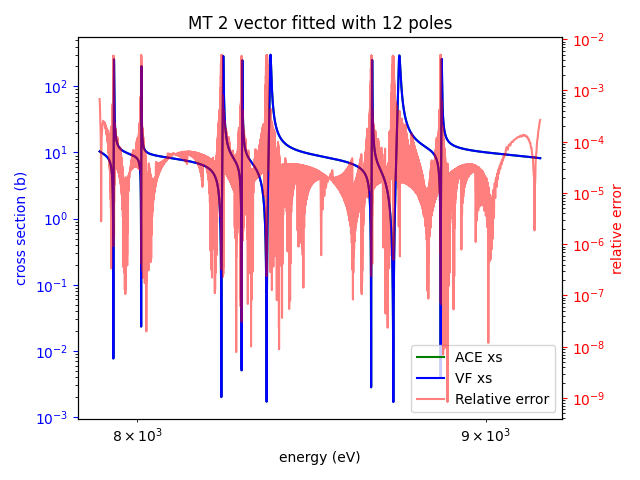 MT 2 vector fitted with 12 poles
cross section (b)
10²
10¹
10⁰
10⁻¹
10⁻²
10⁻³
10⁻²
10⁻³
10⁻⁴
10⁻⁵
10⁻⁶
10⁻⁷
10⁻⁸
10⁻⁹
relative error
ACE xs
VF xs
Relative error
8 × 10³
9 × 10³
energy (eV)